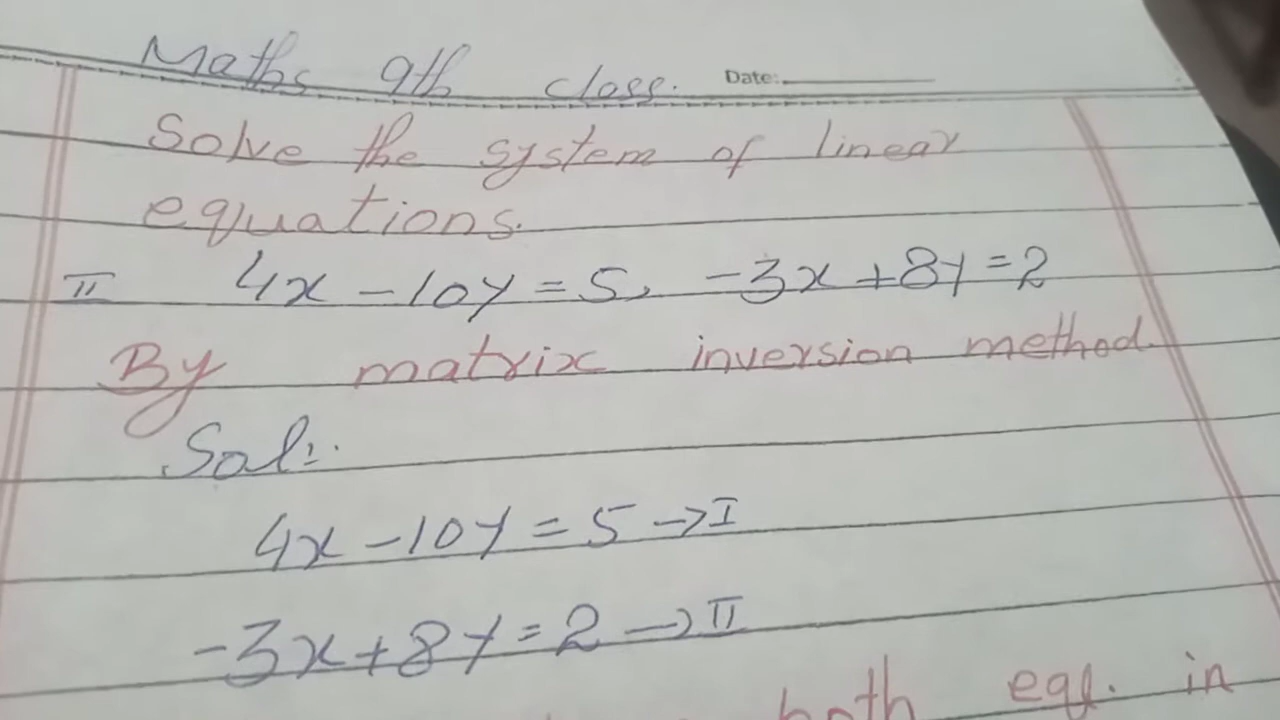 Maths 9th class. Date:
Solve the system of linear
equations.
II 4x - 10y = 5, -3x + 8y = 2
By matrix inversion method.
Sol:.
4x - 10y = 5 → I
-3x + 8y = 2 → II
both eq. in